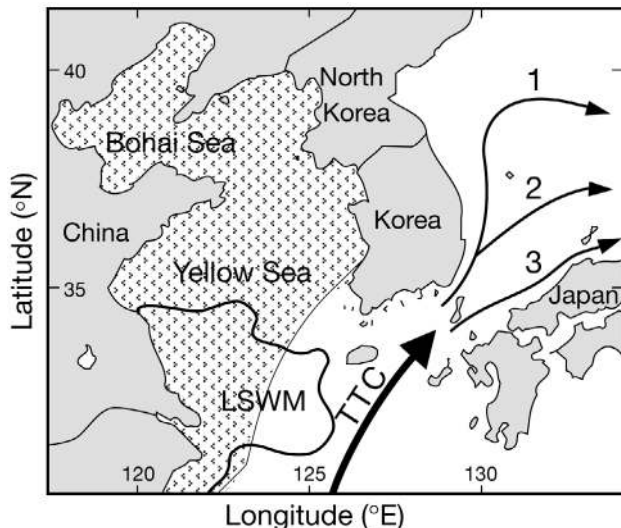 40
North
Korea
1
Bohai Sea
2
China
Korea
Yellow Sea
3
35
Japan
LSWM
TTC
120
125
130
Latitude (°N)
Longitude (°E)